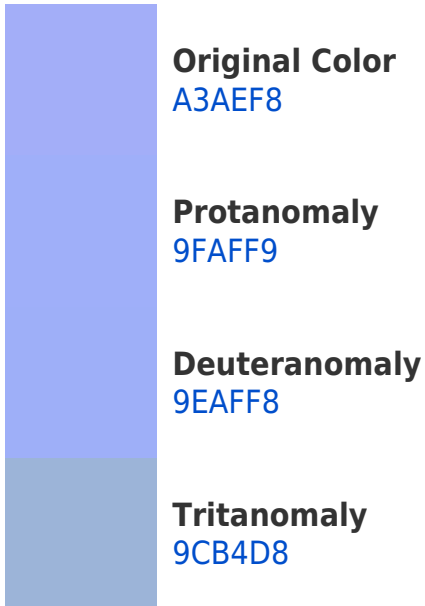 Original Color
A3AEF8
Protanomaly
9FAFF9
Deuteranomaly
9EAFF8
Tritanomaly
9CB4D8